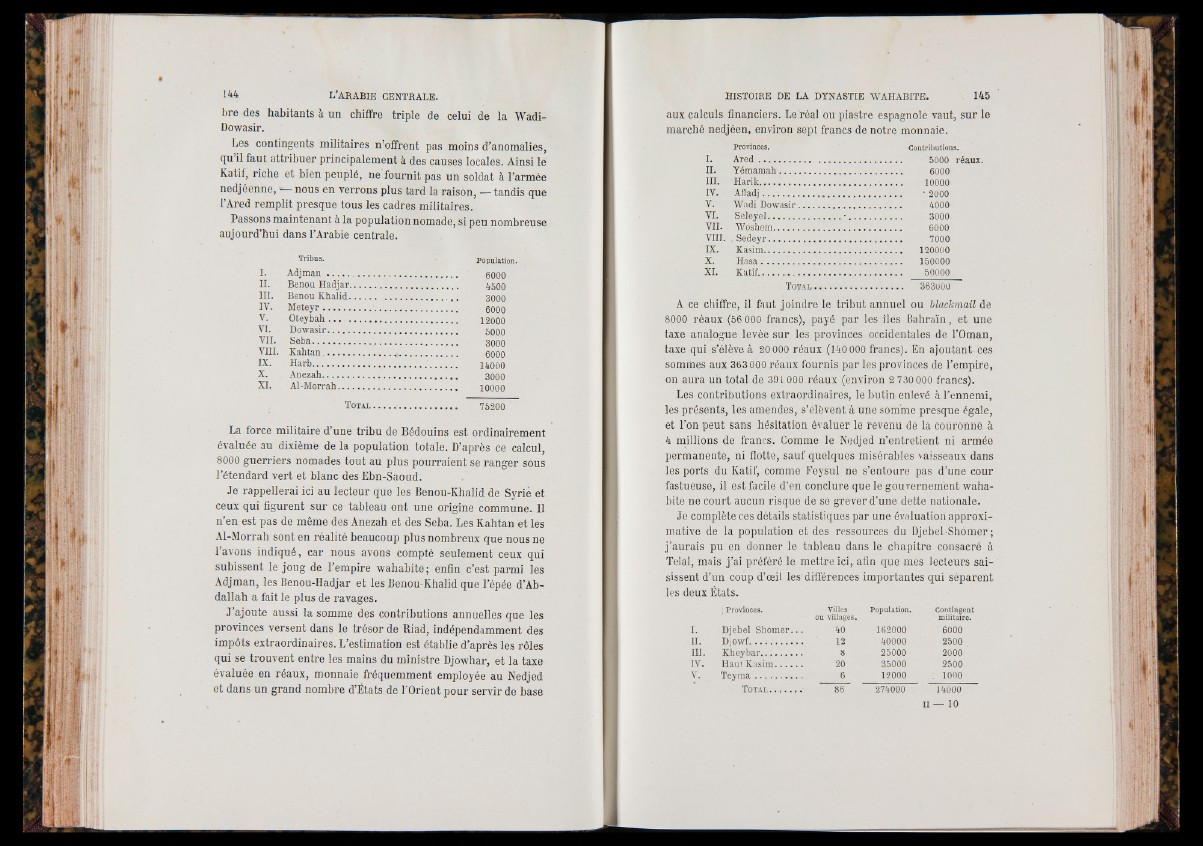 144 L'ARABIE CENTRALE.
bre des habitants à un chiffre triple de celui de la Wadi-
Dowasir.
Les contingents militaires n'offrent pas moins d'anomalies,
qu'il faut attribuer principalement à des causes locales. Ainsi le
Katif, riche et bien peuplé, ne fournit pas un soldat à l'armée
nedjéenne, — nous en verrons plus tard la raison, — tandis que
l'Ared remplit presque tous les cadres militaires.
Passons maintenant à la population nomade, si peu nombreuse
aujourd'hui dans l'Arabie centrale.
Tribus. Population.
I. Adjman ........................ 6000
II. Benou Hadjar........................ 4500
III. Benou Khalid........................ 3000
IV. Meteyr ........................ 6000
V. Oteybah ........................ 12000
VI. Dowasir........................ 5000
VII. Seba........................ 3000
VIII. Kahtan........................ 6000
IX. Harb........................ 14000
X. Anezah........................ 3000
XI. Al-Morrah........................ 10000
TOTAL................. 75200
La force militaire d'une tribu de Bédouins est ordinairement
évaluée au dixième de la population totale. D'après ce calcul,
8000 guerriers nomades tout au plus pourraient se ranger sous
l'étendard vert et blanc des Ebn-Saoud.
Je rappellerai ici au lecteur que les Benou-Khalid de Syrie et
ceux qui figurent sur ce tableau ont une origine commune. Il
n'en est pas de même des Anezah et des Seba. Les Kahtan et les
Al-Morrah sont en réalité beaucoup plus nombreux que nous ne
l'avons indiqué, car nous avons compté seulement ceux qui
subissent le joug de l'empire wahabite; enfin c'est parmi les
Adjman, les Benou-Hadjar et les Benou-Khalid que l'épée d'Ab-
dallah a fait le plus de ravages.
J'ajoute aussi la somme des contributions annuelles que les
provinces versent dans le trésor de Riad, indépendamment des
impôts extraordinaires. L'estimation est établie d'après les rôles
qui se trouvent entre les mains du ministre Djowhar, et la taxe
évaluée en réaux, monnaie fréquemment employée au Nedjed
et dans un grand nombre d'États de l'Orient pour servir de base
HISTOIRE DE LA DYNASTIE WAHABITE. 145
aux calculs financiers. Le réal ou piastre espagnole vaut, sur le
marché nedjéen, environ sept francs de notre monnaie.
Provinces. Contributions.
I. Ared ........................ 5000 réaux.
II. Yémamah........................ 6000
III. Harik........................ 10000
IV. Afladj........................ 2000
V. Wadi Dowasir........................ 4000
VI. Seleyel........................ 3000
VII. Woshem........................ 6000
VIII. Sedeyr........................ 7000
IX. Kasim........................ 120000
X. Hasa ........................ 150000
XI. Katif........................ 50000
TOTAL.................. 363000
A ce chiffre, il faut joindre le tribut annuel ou blackmail de
8000 réaux (56 000 francs), payé par les îles Bahraïn, et une
taxe analogue levée sur les provinces occidentales de l'Oman,
taxe qui s'élève à 20 000 réaux (140 000 francs). En ajoutant ces
sommes aux 363 000 réaux fournis par les provinces de l'empire,
on aura un total de 391 000 réaux (environ 2 730 000 francs).
Les contributions extraordinaires, le butin enlevé à l'ennemi,
les présents, les amendes, s'élèvent à une somme presque égale,
et l'on peut sans hésitation évaluer le revenu de la couronne à
4 millions de francs. Comme le Nedjed n'entretient ni armée
permanente, ni flotte, sauf quelques misérables vaisseaux dans
les ports du Katif, comme Feysul ne s'entoure pas d'une cour
fastueuse, il est facile d'en conclure que le gouvernement waha-
bite ne court aucun risque de se grever d'une dette nationale.
Je complète ces détails statistiques par une évaluation approxi-
mative de la population et des ressources du Djebel-Shomer;
j'aurais pu en donner le tableau dans le chapitre consacré à
Telal, mais j'ai préféré le mettre ici, afin que mes lecteurs sai-
sissent d'un coup d'œil les différences importantes qui séparent
les deux États.
Provinces. Villes ou villages. Population. Contingent militaire.
I. Djebel Shomer... 40 162000 6000
II. Djowf........... 12 40000 2500
III. Kheybar......... 8 25000 2000
IV. Haut Kasim...... 20 35000 2500
V. Teyma .......... 6 12000 1000
TOTAL....... 86 274000 14000
II — 10